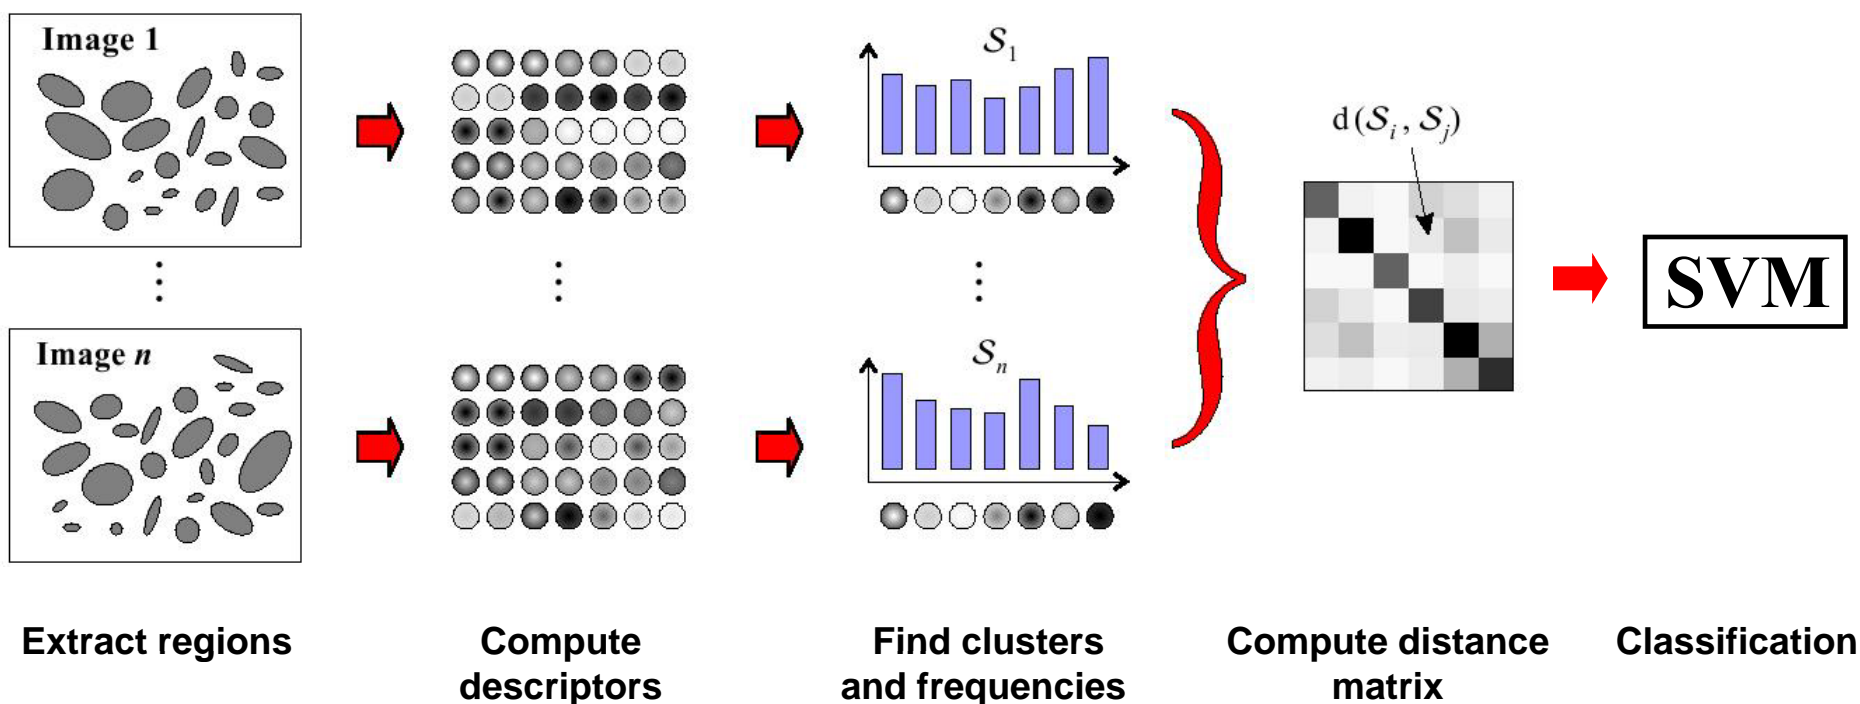 Image 1
S1
d(Si, Sj)
SVM
Image n
Sn
Extract regions
Compute
descriptors
Find clusters
and frequencies
Compute distance
matrix
Classification